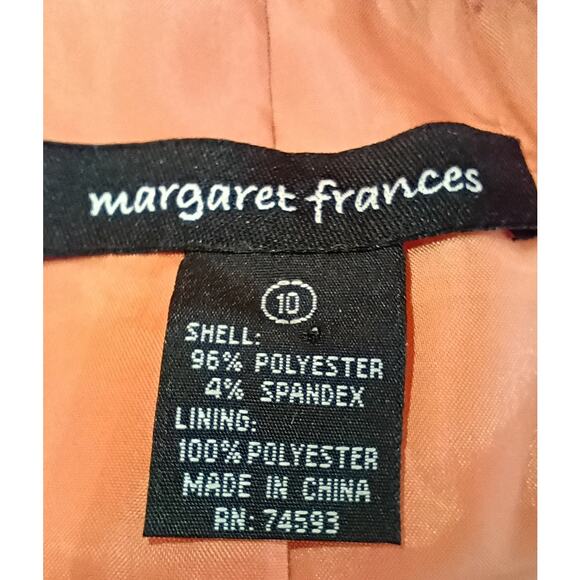 margaret frances
10
SHELL:
96% POLYESTER
4% SPANDEX
LINING:
100% POLYESTER
MADE IN CHINA
RN: 74593